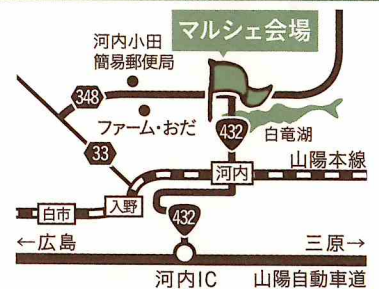 マルシェ会場
河内小田
簡易郵便局
348
ファーム・おだ
432
白竜湖
33
山陽本線
河内
入野
白市
432
←広島
三原→
河内IC
山陽自動車道